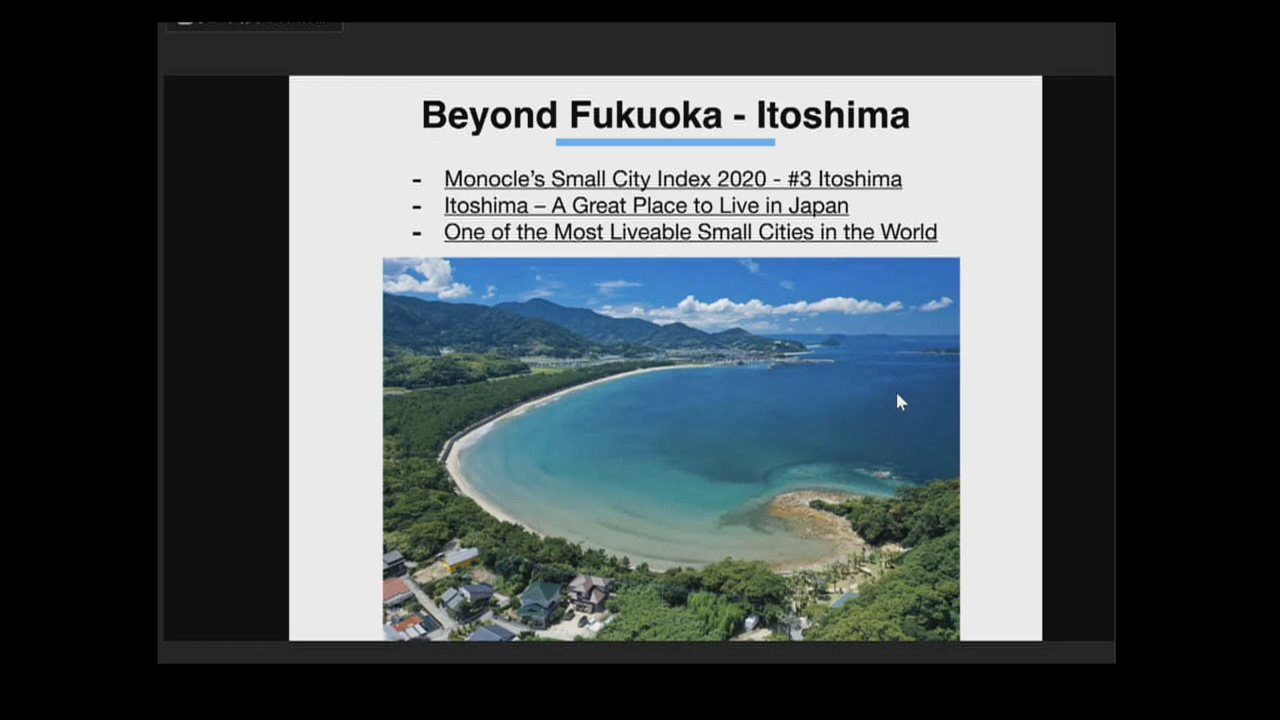 Beyond Fukuoka - Itoshima
- Monocle's Small City Index 2020 - #3 Itoshima
- Itoshima – A Great Place to Live in Japan
- One of the Most Liveable Small Cities in the World